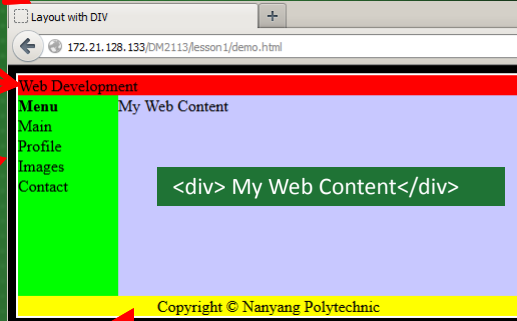 Layout with DIV
+
172.21.128.133/DM2113/lesson1/demo.html
Web Development
Menu
My Web Content
Main
Profile
Images
Contact
<div> My Web Content</div>
Copyright © Nanyang Polytechnic